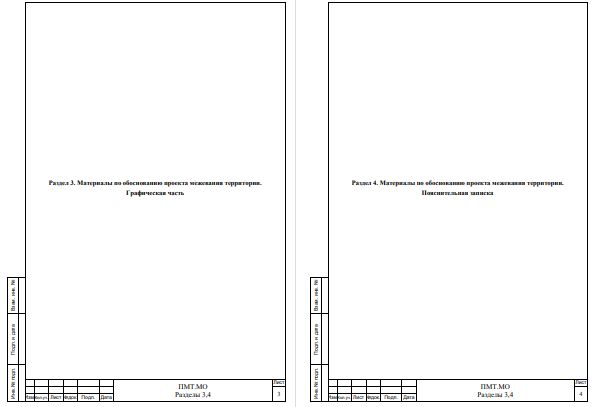 Раздел 3. Материалы по обоснованию проекта межевания территории.
Графическая часть
Взам. инв. №
Подп. и дата
Инв. № подл.
Изм. Кол.уч. Лист №док. Подп. Дата
ПМТ.МО
Разделы 3,4
Лист
3
Раздел 4. Материалы по обоснованию проекта межевания территории.
Пояснительная записка
Взам. инв. №
Подп. и дата
Инв. № подл.
Изм. Кол.уч. Лист №док. Подп. Дата
ПМТ.МО
Разделы 3,4
Лист
4